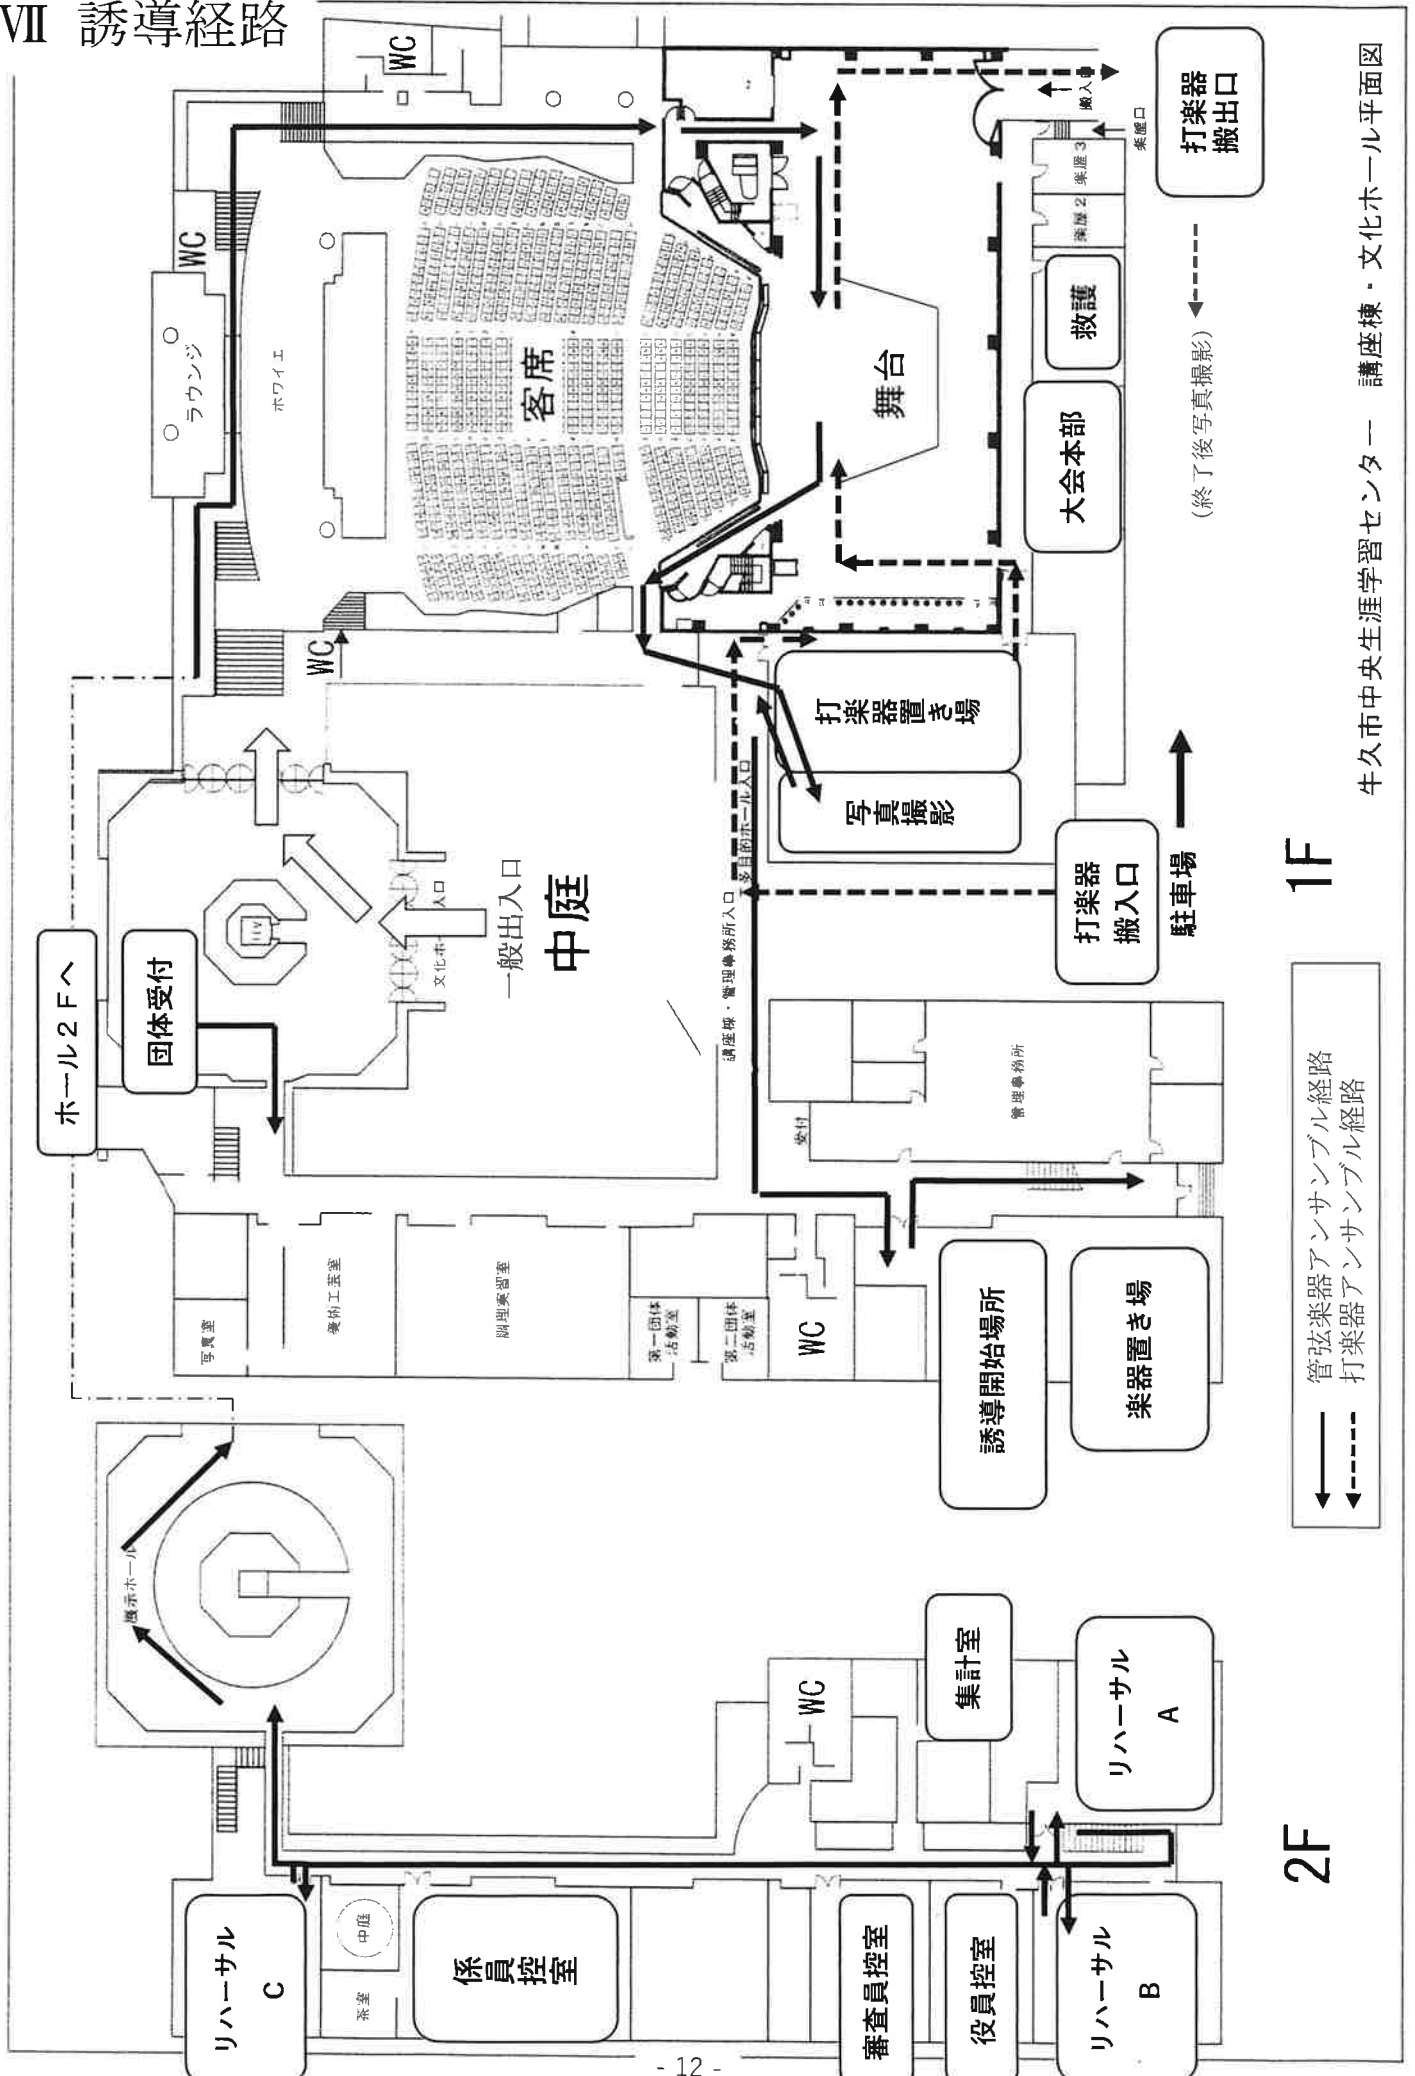 Ⅶ 誘導経路
WC
WC
ラウンジ
ホワイエ
客席
舞台
WC
搬入口
楽屋口
楽屋3
楽屋2
打楽器
搬出口
救護
大会本部
(終了後写真撮影)
牛久市中央生涯学習センター 講座棟・文化ホール平面図
打
楽器置き
場
写真
撮影
多目的ホール入口
打楽器
搬入口
駐車場
1F
ホール2Fへ
団体受付
一般出入口
中庭
講座棟・管理事務所入口
管理事務所
受付
写真室
美術工芸室
調理実習室
第一団体
活動室
第二団体
活動室
WC
誘導開始場所
楽器置き場
管弦楽器アンサンブル経路
打楽器アンサンブル経路
展示ホール
WC
集計室
リハーサル
A
2F
リハーサル
C
中庭
茶室
係員
控室
審査員控室
役員控室
リハーサル
B
- 12 -